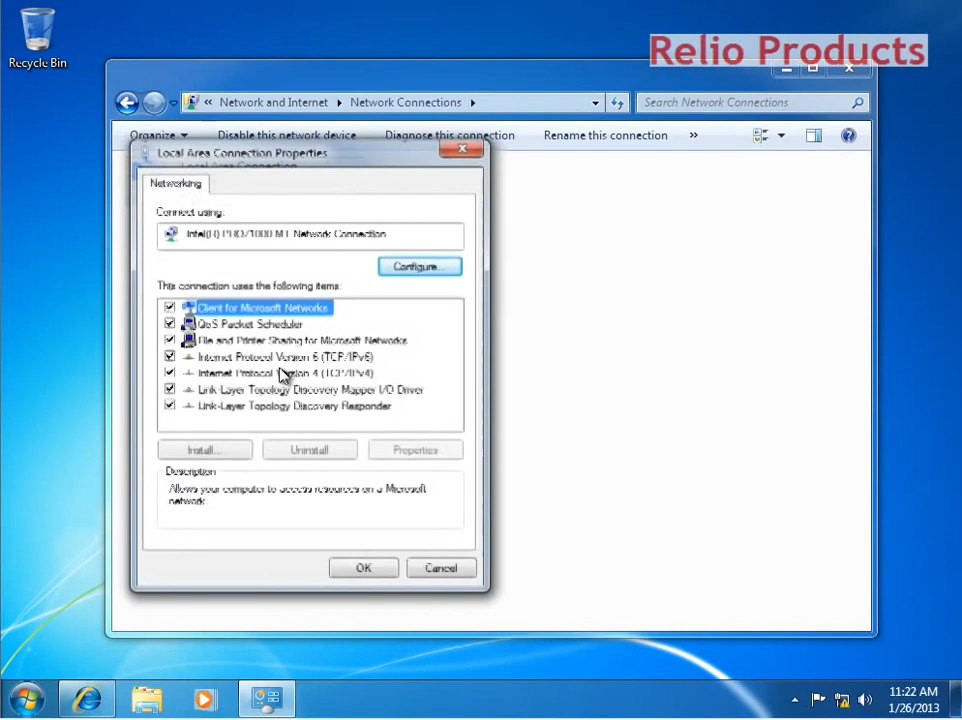 Recycle Bin
Relio Products
« Network and Internet Network Connections
Search Network Connections
Organize Disable this network device Diagnose this connection Rename this connection »
Local Area Connection Properties
Local Area Connection
Networking
Connect using:
Intel(R) PRO/1000 MT Network Connection
Configure...
This connection uses the following items:
Client for Microsoft Networks
QoS Packet Scheduler
File and Printer Sharing for Microsoft Networks
Internet Protocol Version 6 (TCP/IPv6)
Internet Protocol Version 4 (TCP/IPv4)
Link-Layer Topology Discovery Mapper I/O Driver
Link-Layer Topology Discovery Responder
Install... Uninstall Properties
Description
Allows your computer to access resources on a Microsoft
network.
OK Cancel
11:22 AM
1/26/2013